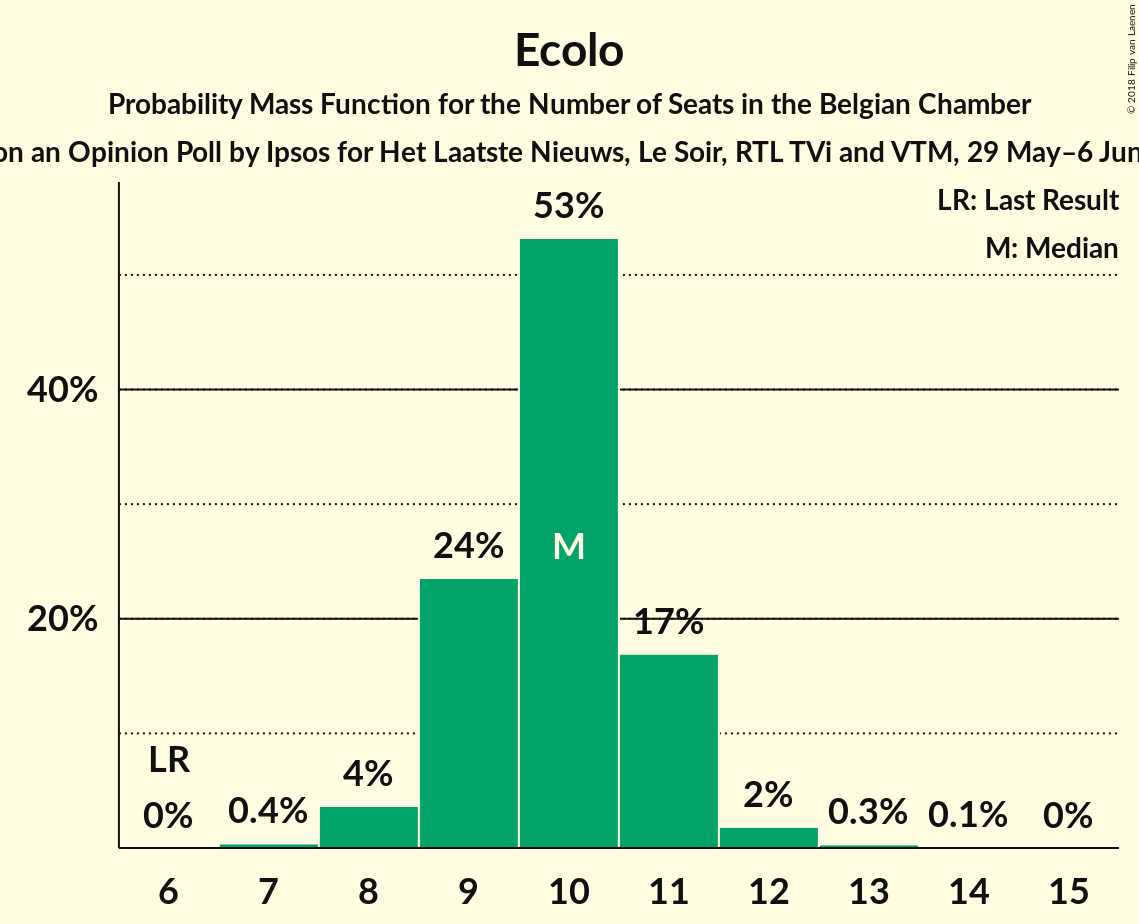 Ecolo
Probability Mass Function for the Number of Seats in the Belgian Chamber
on an Opinion Poll by Ipsos for Het Laatste Nieuws, Le Soir, RTL TVi and VTM, 29 May–6 Jun
© 2018 Filip van Laenen
LR: Last Result
M: Median
53%
40%
24%
M
20%
17%
LR
0%
0.4%
4%
2%
0.3%
0.1%
0%
6 7 8 9 10 11 12 13 14 15